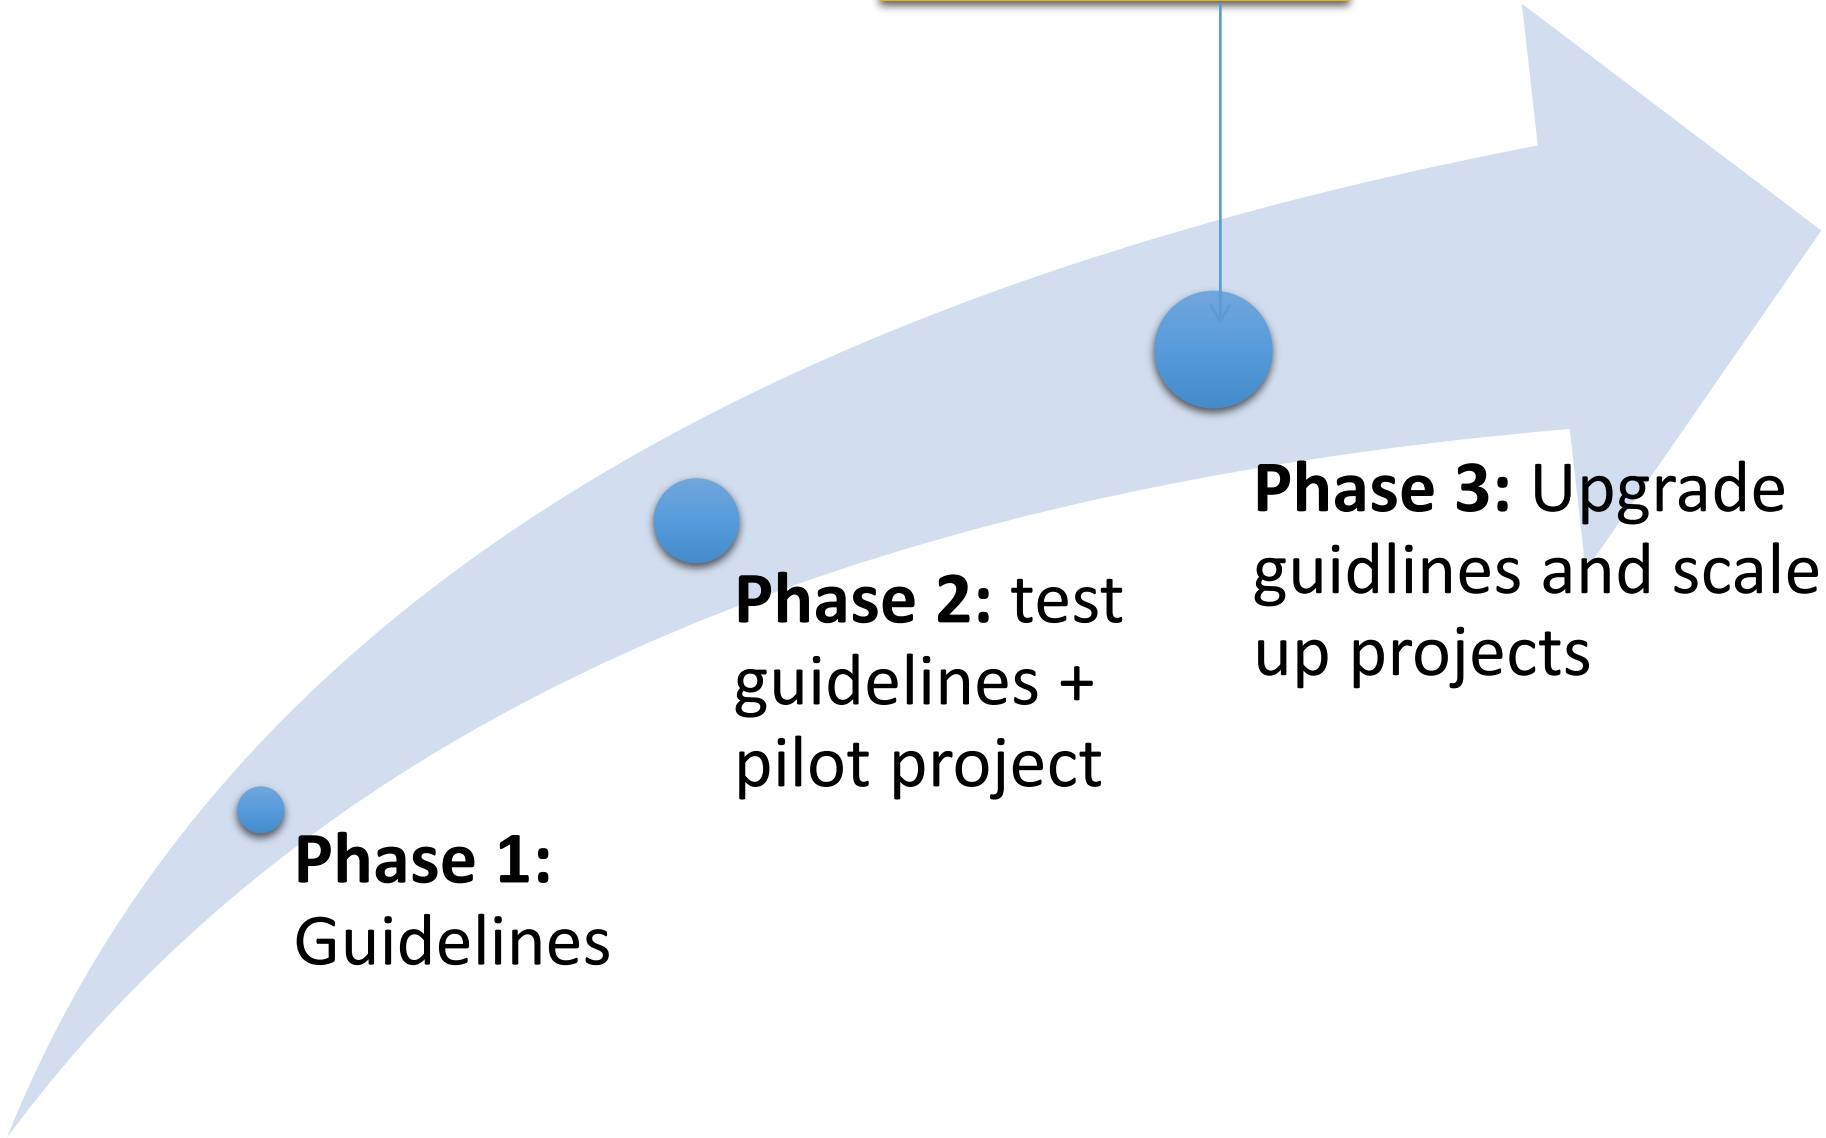 Phase 1:
Guidelines
Phase 2: test
guidelines +
pilot project
Phase 3: Upgrade
guidlines and scale
up projects